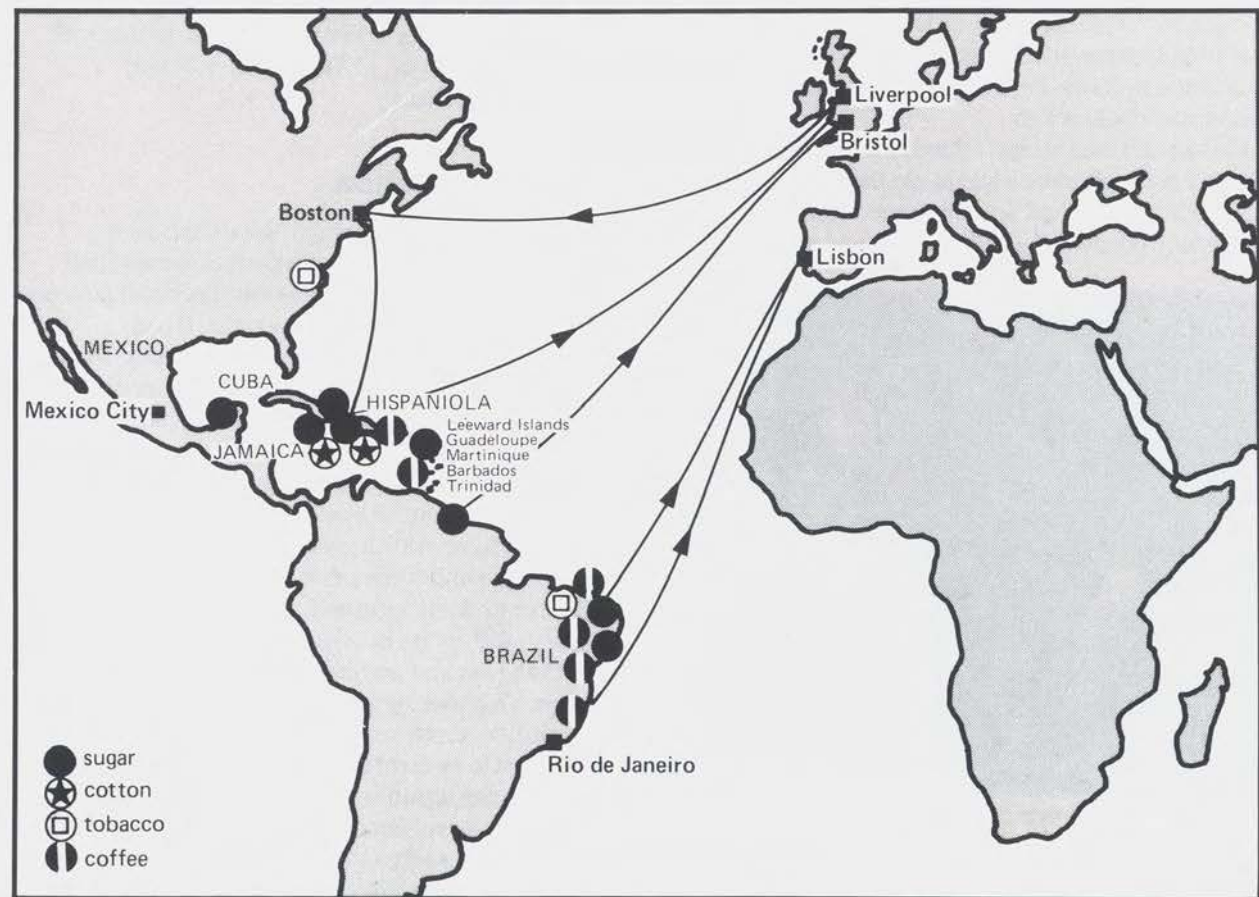 Liverpool
Bristol
Boston
Lisbon
MEXICO
CUBA
Mexico City
HISPANIOLA
JAMAICA
Leeward Islands
Guadeloupe
Martinique
Barbados
Trinidad
BRAZIL
Rio de Janeiro
sugar
cotton
tobacco
coffee